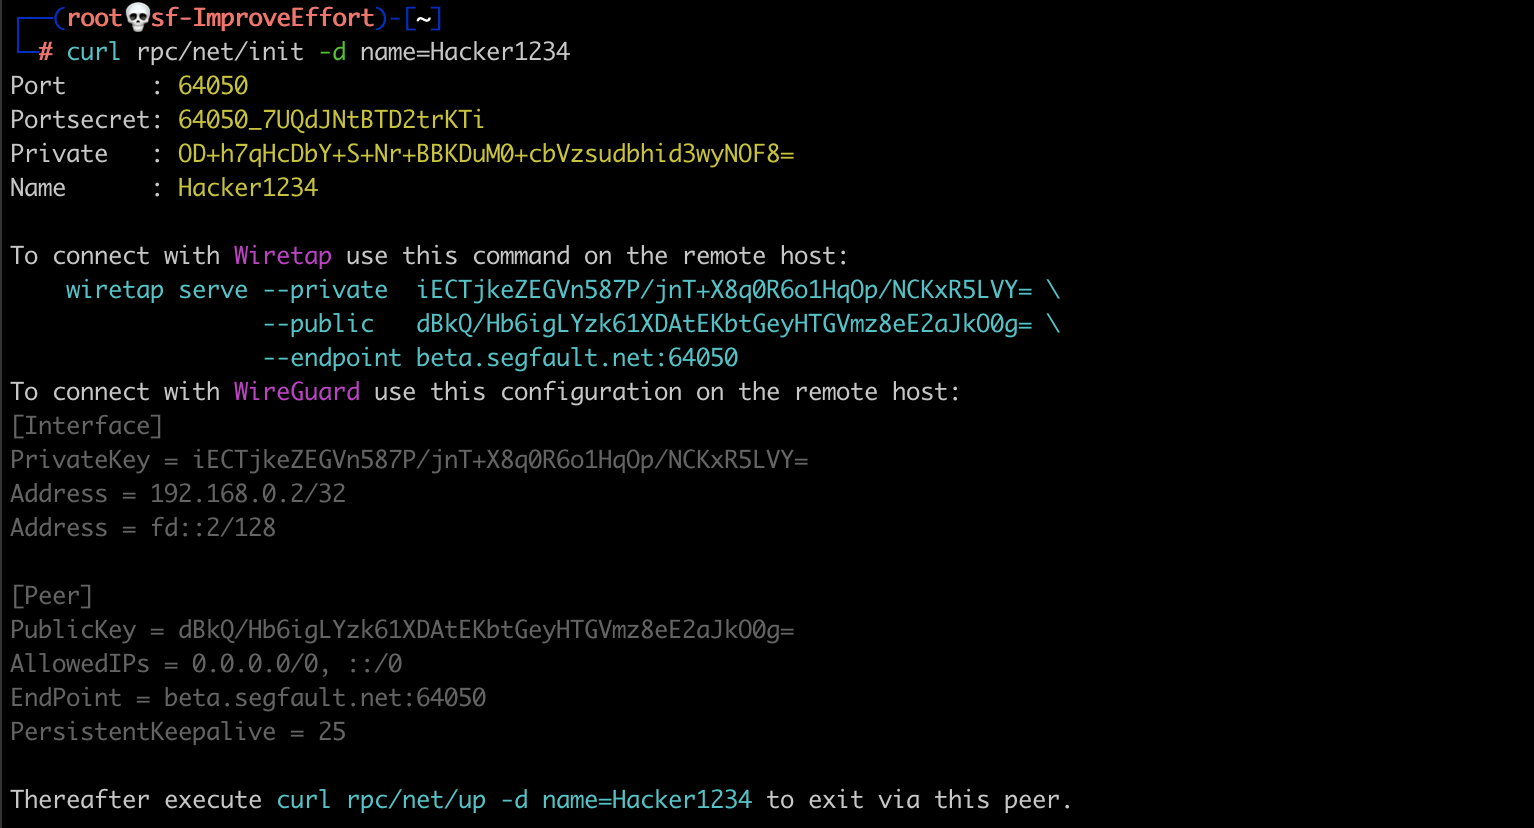 ┌──(root💀sf-ImproveEffort)-[~]
└─# curl rpc/net/init -d name=Hacker1234
Port      : 64050
Portsecret: 64050_7UQdJNtBTD2trKTi
Private   : OD+h7qHcDbY+S+Nr+BBKDuM0+cbVzsudbhid3wyNOF8=
Name      : Hacker1234

To connect with Wiretap use this command on the remote host:
    wiretap serve --private  iECTjkeZEGVn587P/jnT+X8q0R6o1HqOp/NCKxR5LVY= \
                  --public   dBkQ/Hb6igLYzk61XDAtEKbtGeyHTGVmz8eE2aJkO0g= \
                  --endpoint beta.segfault.net:64050
To connect with WireGuard use this configuration on the remote host:
[Interface]
PrivateKey = iECTjkeZEGVn587P/jnT+X8q0R6o1HqOp/NCKxR5LVY=
Address = 192.168.0.2/32
Address = fd::2/128

[Peer]
PublicKey = dBkQ/Hb6igLYzk61XDAtEKbtGeyHTGVmz8eE2aJkO0g=
AllowedIPs = 0.0.0.0/0, ::/0
EndPoint = beta.segfault.net:64050
PersistentKeepalive = 25

Thereafter execute curl rpc/net/up -d name=Hacker1234 to exit via this peer.